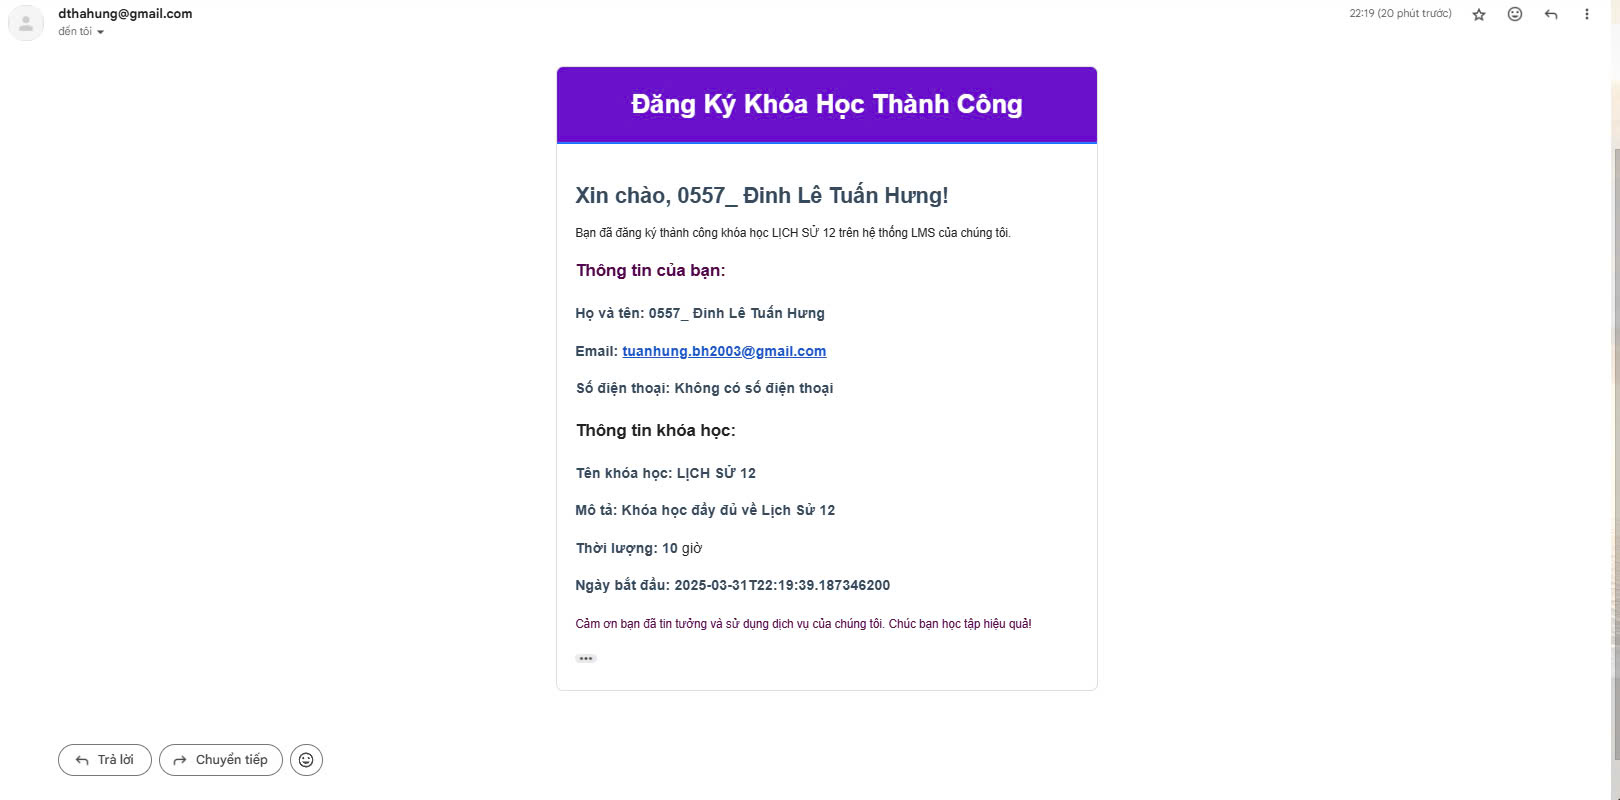 dthahung@gmail.com
22:19 (20 phút trước)
đến tôi
Đăng Ký Khóa Học Thành Công
Xin chào, 0557_ Đinh Lê Tuấn Hưng!
Bạn đã đăng ký thành công khóa học LỊCH SỬ 12 trên hệ thống LMS của chúng tôi.
Thông tin của bạn:
Họ và tên: 0557_ Đinh Lê Tuấn Hưng
Email: tuanhung.bh2003@gmail.com
Số điện thoại: Không có số điện thoại
Thông tin khóa học:
Tên khóa học: LỊCH SỬ 12
Mô tả: Khóa học đầy đủ về Lịch Sử 12
Thời lượng: 10 giờ
Ngày bắt đầu: 2025-03-31T22:19:39.187346200
Cảm ơn bạn đã tin tưởng và sử dụng dịch vụ của chúng tôi. Chúc bạn học tập hiệu quả!
Trả lời
Chuyển tiếp